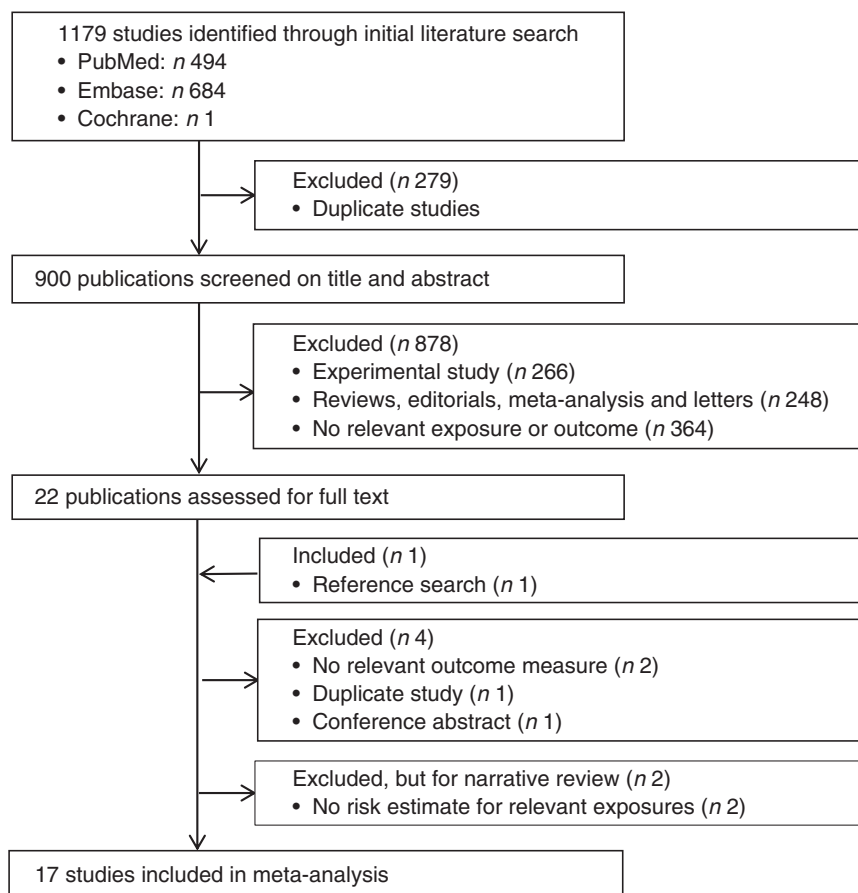 1179 studies identified through initial literature search
• PubMed: n 494
• Embase: n 684
• Cochrane: n 1
Excluded (n 279)
• Duplicate studies
900 publications screened on title and abstract
Excluded (n 878)
• Experimental study (n 266)
• Reviews, editorials, meta-analysis and letters (n 248)
• No relevant exposure or outcome (n 364)
22 publications assessed for full text
Included (n 1)
• Reference search (n 1)
Excluded (n 4)
• No relevant outcome measure (n 2)
• Duplicate study (n 1)
• Conference abstract (n 1)
Excluded, but for narrative review (n 2)
• No risk estimate for relevant exposures (n 2)
17 studies included in meta-analysis